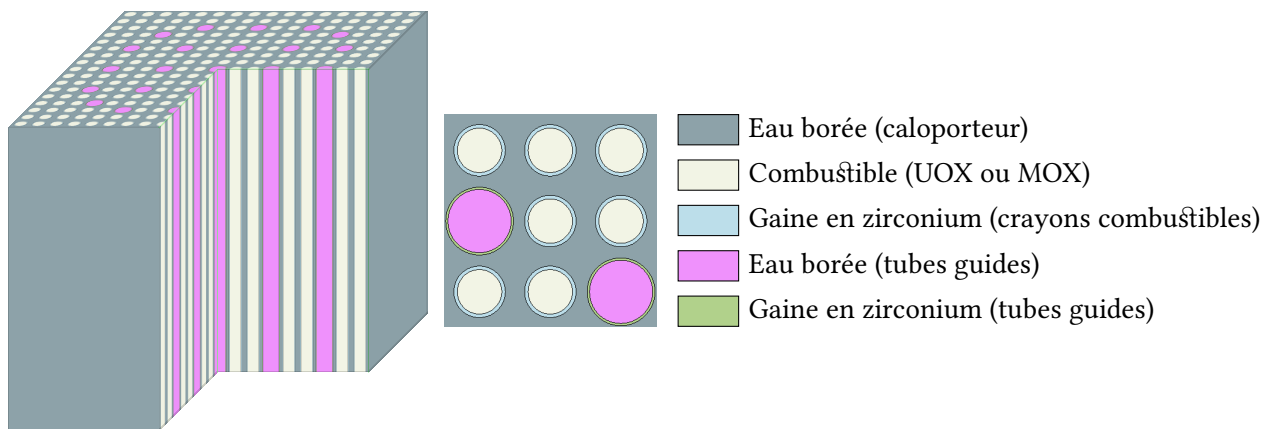 Eau borée (caloporteur)
Combustible (UOX ou MOX)
Gaine en zirconium (crayons combustibles)
Eau borée (tubes guides)
Gaine en zirconium (tubes guides)